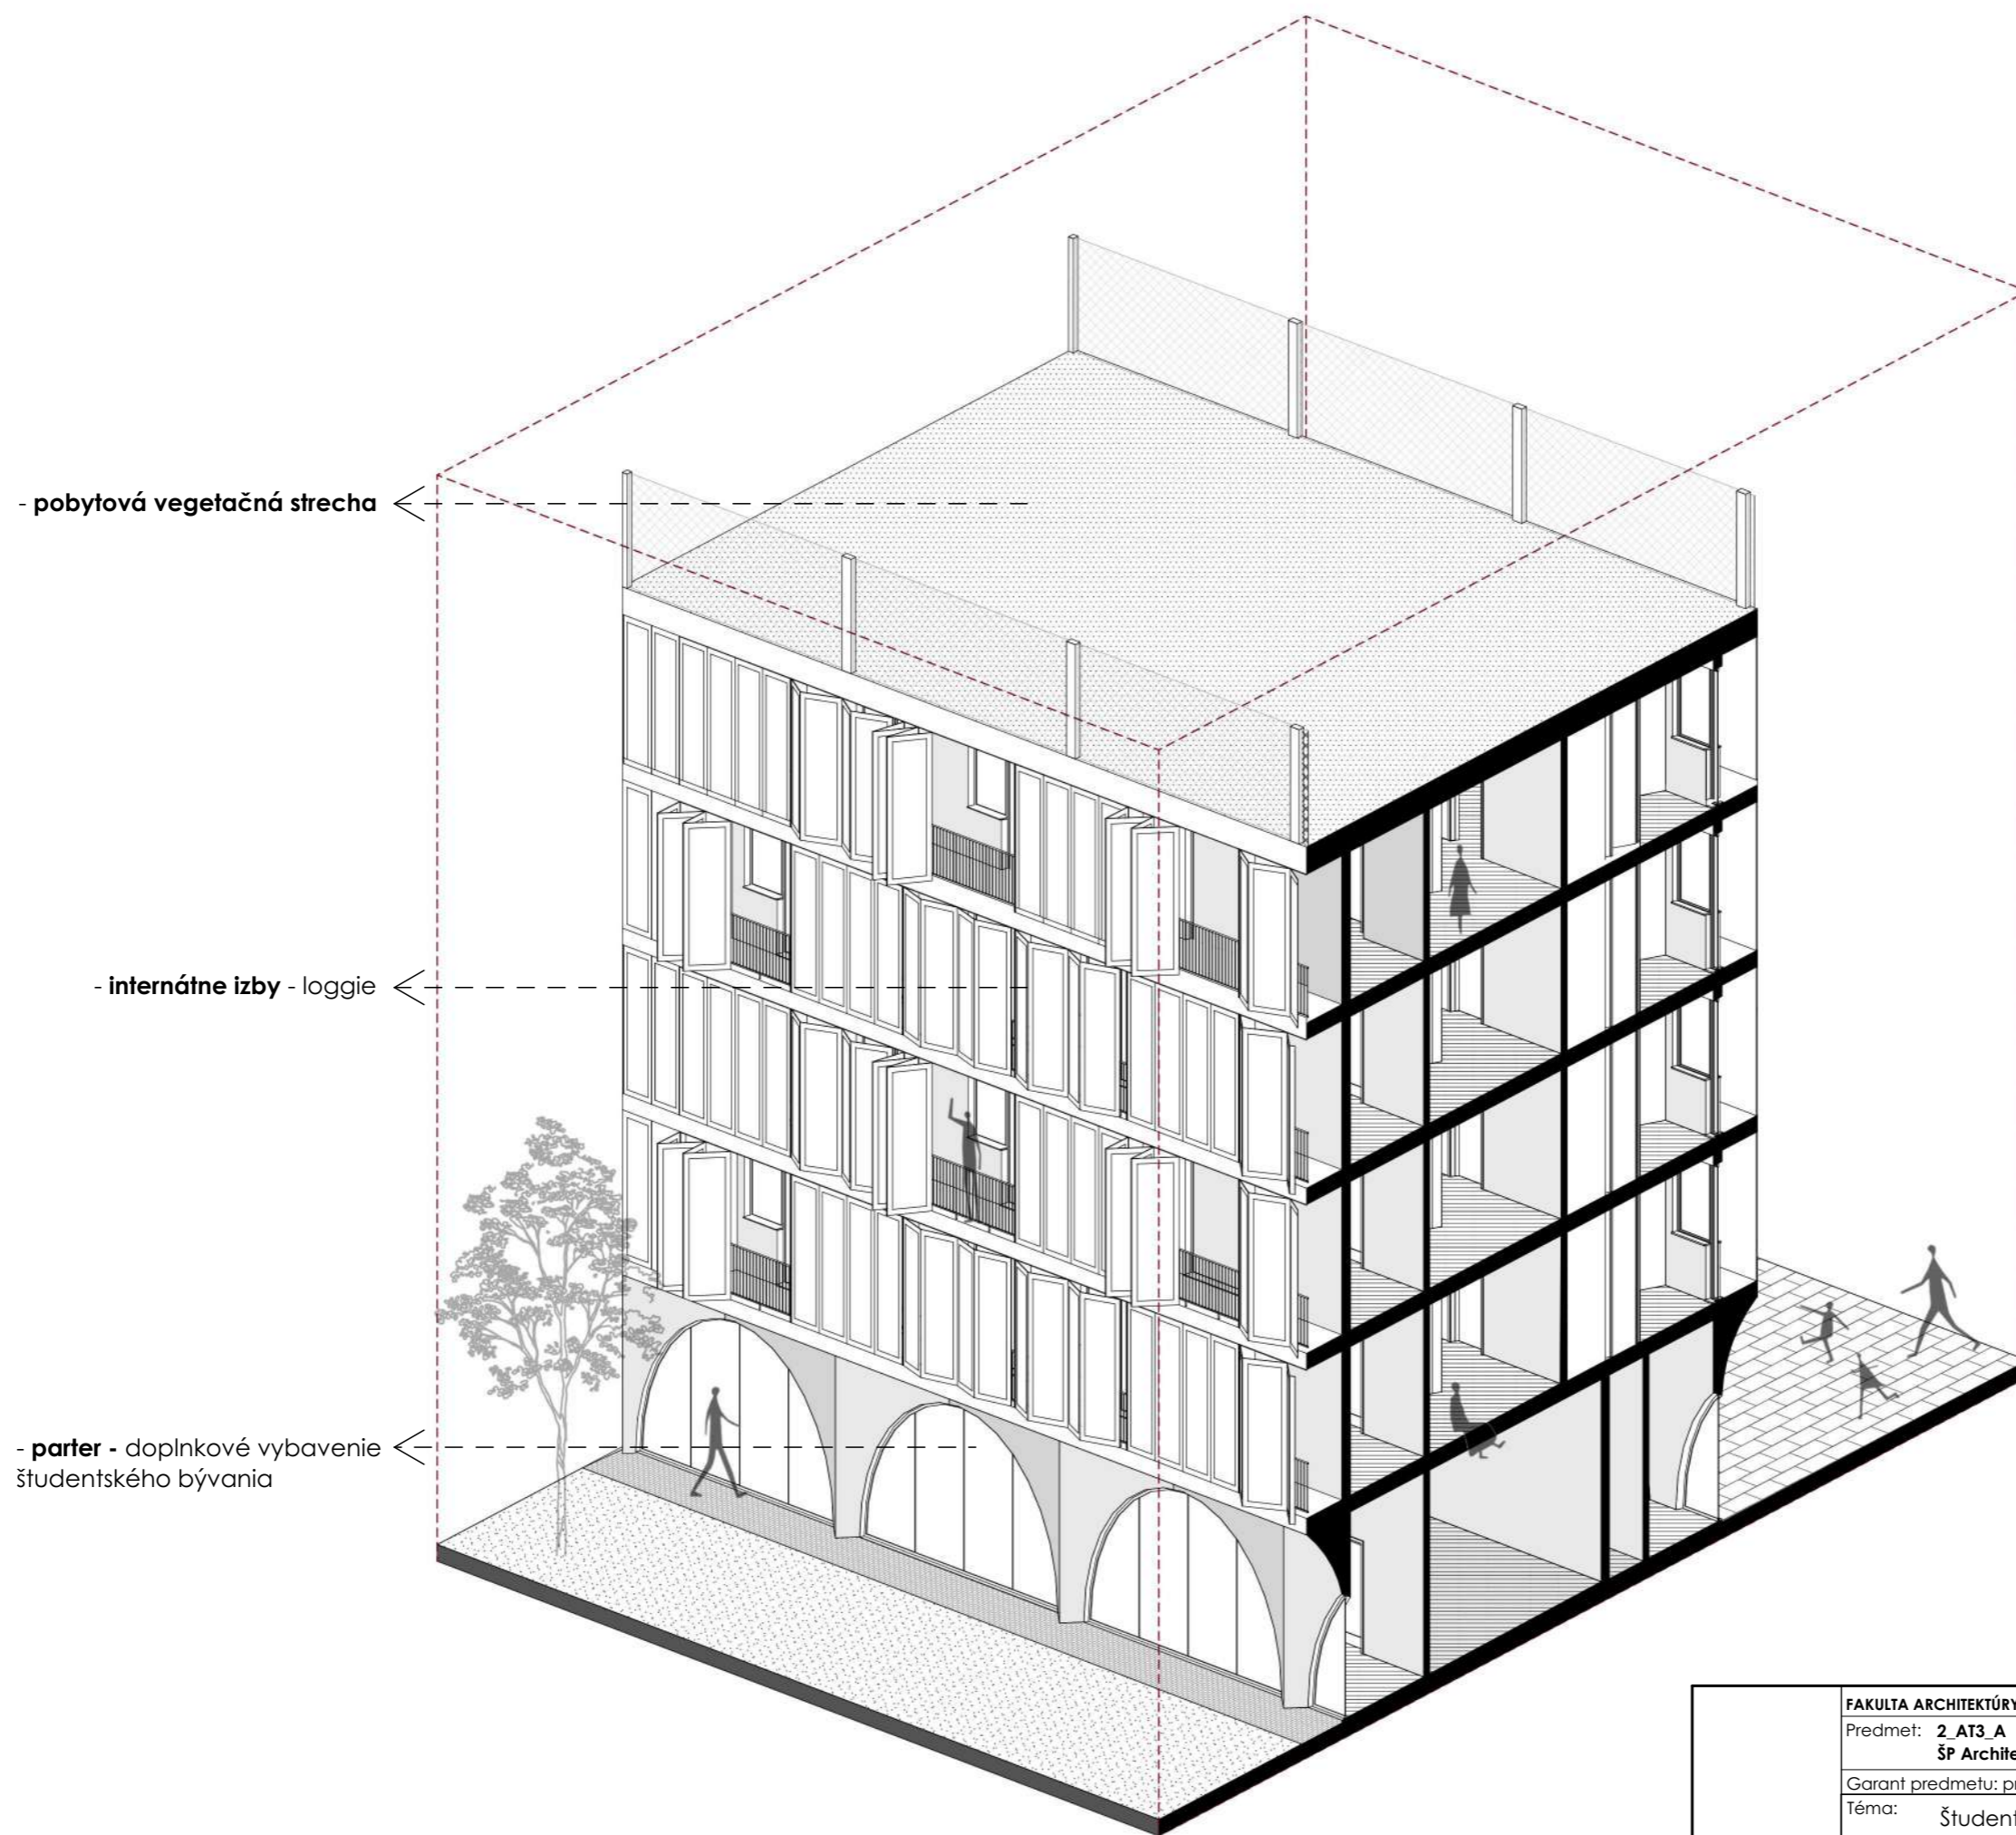 - pobytová vegetačná strecha
- internátne izby - loggie
- parter - doplnkové vybavenie
študentského bývania
FAKULTA ARCHITEKTÚRY
Predmet: 2_AT3_A
ŠP Archite
Garant predmetu: pr
Téma: Študent